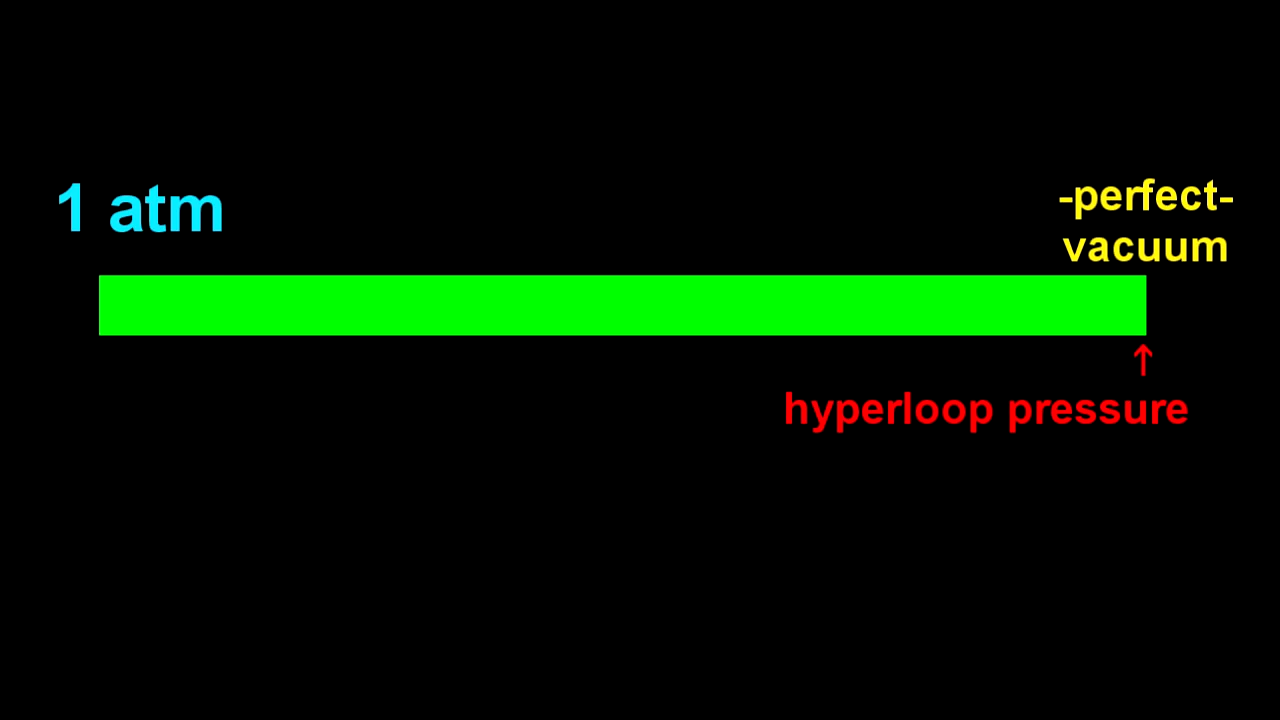 1 atm
-perfect-
vacuum
↑
hyperloop pressure